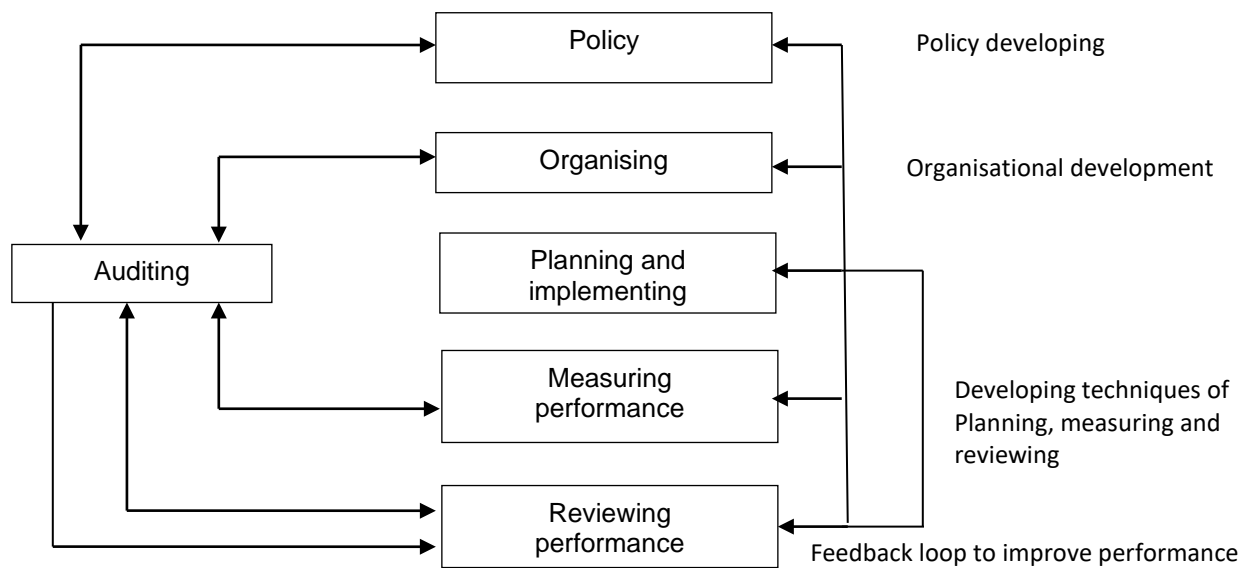 Policy
Policy developing
Organising
Organisational development
Auditing
Planning and
implementing
Measuring
performance
Developing techniques of
Planning, measuring and
reviewing
Reviewing
performance
Feedback loop to improve performance